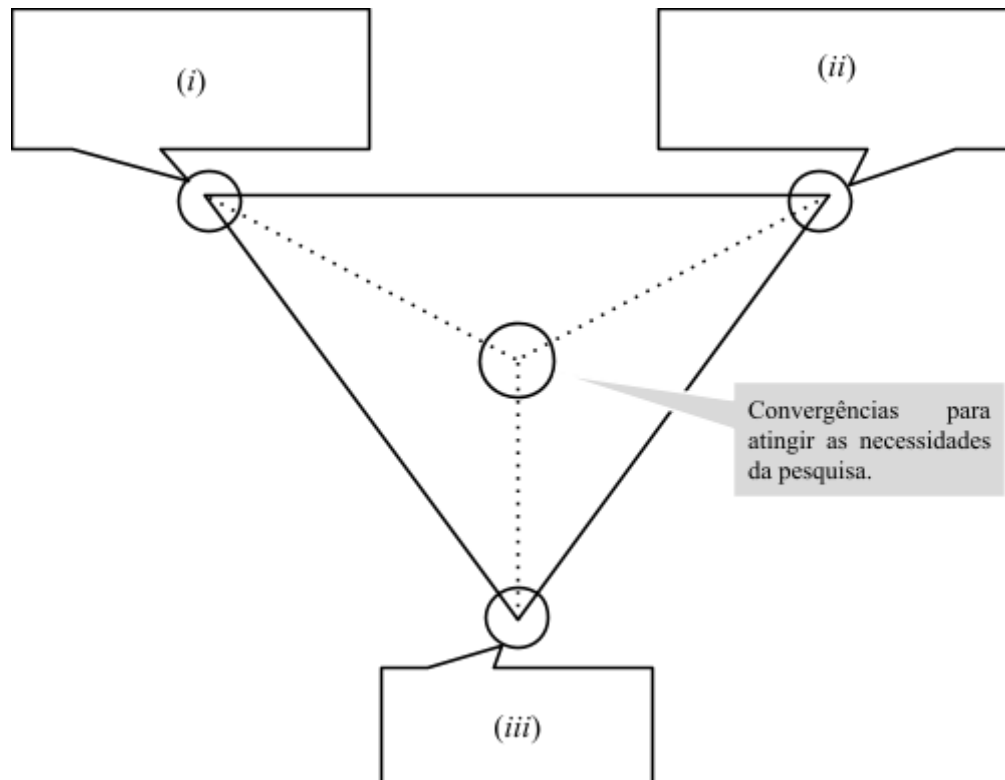 (i)
(ii)
Convergências para
atingir as necessidades
da pesquisa.
(iii)